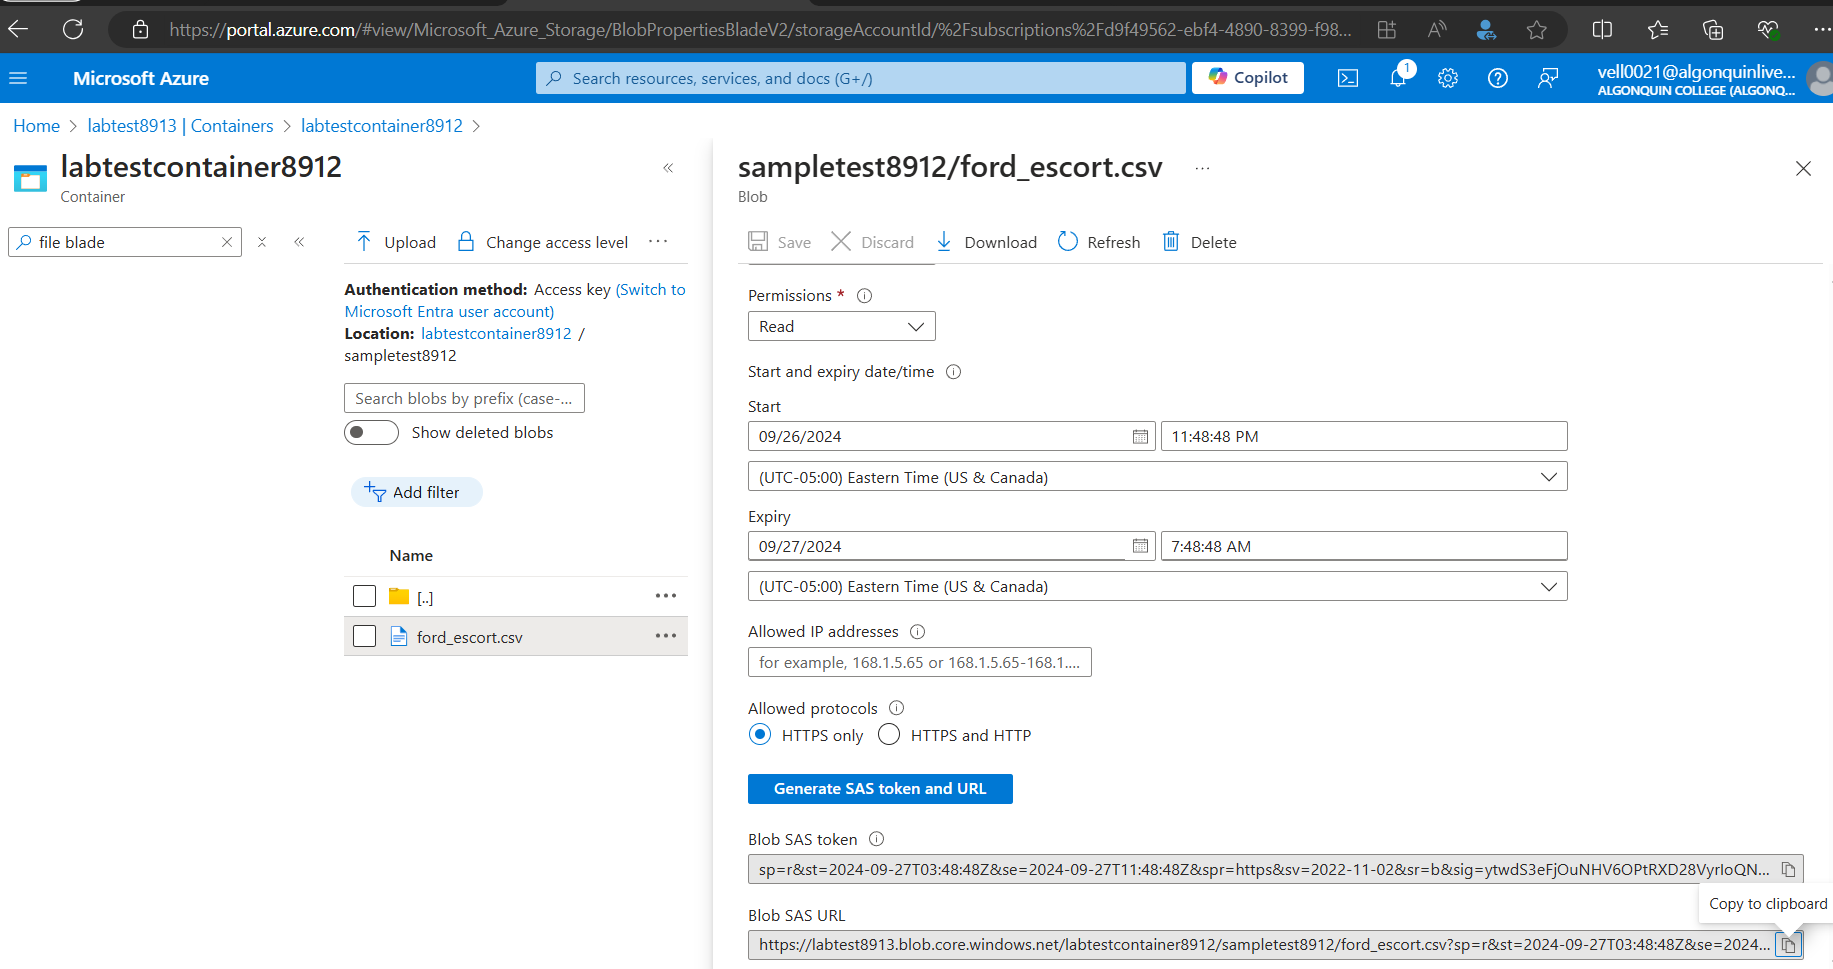 https://portal.azure.com/#view/Microsoft_Azure_Storage/BlobPropertiesBladeV2/storageAccountId/%2Fsubscriptions%2Fd9f49562-ebf4-4890-8399-f98...
Microsoft Azure
Search resources, services, and docs (G+/)
Copilot
1
vell0021@algonquinlive...
ALGONQUIN COLLEGE (ALGONQ...
Home > labtest8913 | Containers > labtestcontainer8912 >
labtestcontainer8912
Container
file blade
Upload
Change access level
Authentication method: Access key (Switch to
Microsoft Entra user account)
Location: labtestcontainer8912 /
sampletest8912
Search blobs by prefix (case-...
Show deleted blobs
Add filter
Name
[..]
ford_escort.csv
sampletest8912/ford_escort.csv ...
Blob
Save
Discard
Download
Refresh
Delete
Permissions *
Read
Start and expiry date/time
Start
09/26/2024
11:48:48 PM
(UTC-05:00) Eastern Time (US & Canada)
Expiry
09/27/2024
7:48:48 AM
(UTC-05:00) Eastern Time (US & Canada)
Allowed IP addresses
for example, 168.1.5.65 or 168.1.5.65-168.1....
Allowed protocols
HTTPS only
HTTPS and HTTP
Generate SAS token and URL
Blob SAS token
sp=r&st=2024-09-27T03:48:48Z&se=2024-09-27T11:48:48Z&spr=https&sv=2022-11-02&sr=b&sig=ytwdS3eFjOuNHV6OPtRXD28VyrIoQN...
Copy to clipboard
Blob SAS URL
https://labtest8913.blob.core.windows.net/labtestcontainer8912/sampletest8912/ford_escort.csv?sp=r&st=2024-09-27T03:48:48Z&se=2024...